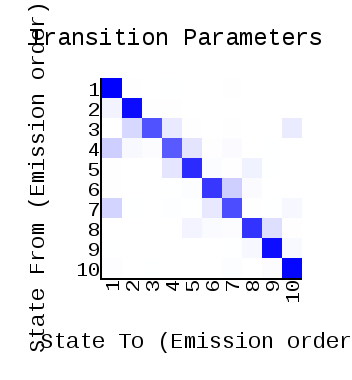 Transition Parameters
State From (Emission order)
1
2
3
4
5
6
7
8
9
10
1 2 3 4 5 6 7 8 9 10
State To (Emission order